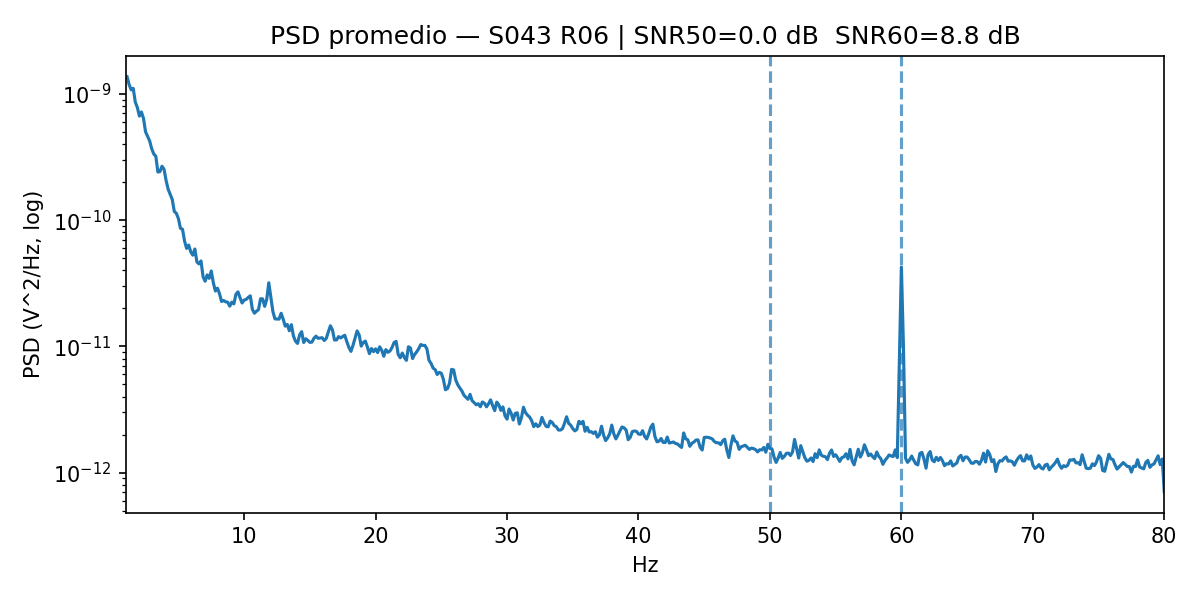 PSD promedio — S043 R06 | SNR50=0.0 dB  SNR60=8.8 dB
PSD (V^2/Hz, log)
10⁻⁹
10⁻¹⁰
10⁻¹¹
10⁻¹²
10 20 30 40 50 60 70 80
Hz